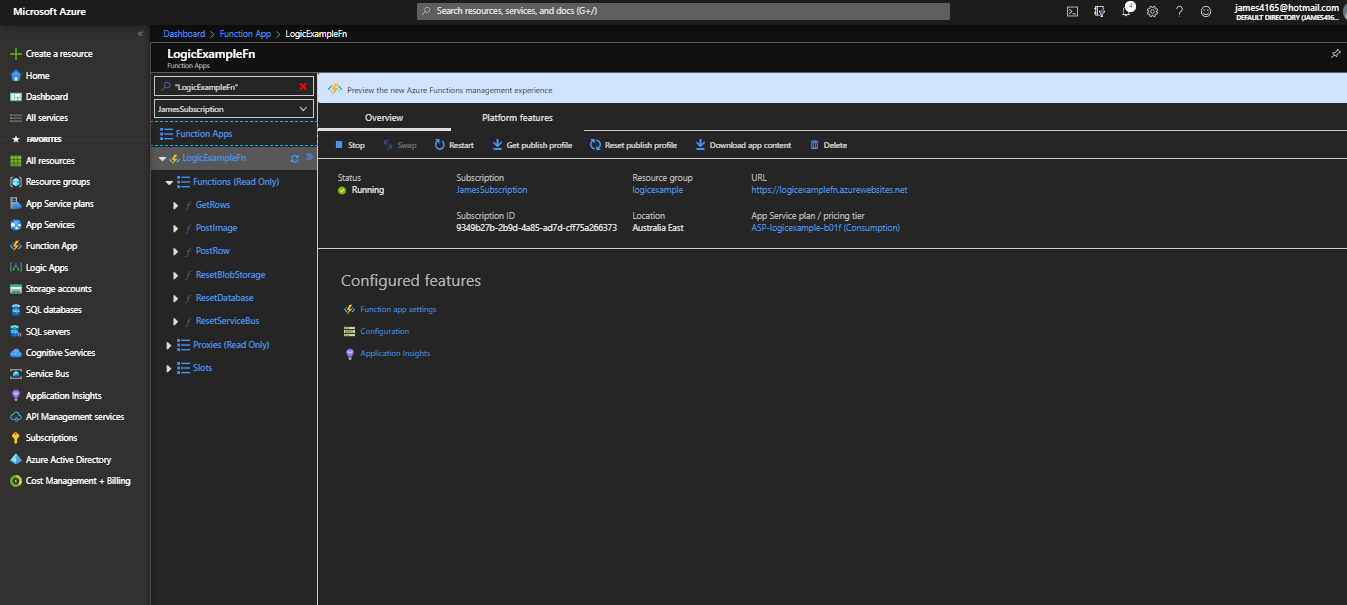 Microsoft Azure
Search resources, services, and docs (G+/)
4
james4165@hotmail.com
DEFAULT DIRECTORY (JAMES416...
«
Create a resource
Home
Dashboard
All services
FAVORITES
All resources
Resource groups
App Service plans
App Services
Function App
Logic Apps
Storage accounts
SQL databases
SQL servers
Cognitive Services
Service Bus
Application Insights
API Management services
Subscriptions
Azure Active Directory
Cost Management + Billing
Dashboard > Function App > LogicExampleFn
LogicExampleFn
Function Apps
"LogicExampleFn"
JamesSubscription
Function Apps
LogicExampleFn
Functions (Read Only)
GetRows
PostImage
PostRow
ResetBlobStorage
ResetDatabase
ResetServiceBus
Proxies (Read Only)
Slots
Preview the new Azure Functions management experience
Overview Platform features
Stop Swap Restart Get publish profile Reset publish profile Download app content Delete
Status Subscription Resource group URL
Running JamesSubscription logicexample https://logicexamplefn.azurewebsites.net
Subscription ID Location App Service plan / pricing tier
9349b27b-2b9d-4a85-ad7d-cff75a266373 Australia East ASP-logicexample-b01f (Consumption)
Configured features
Function app settings
Configuration
Application Insights